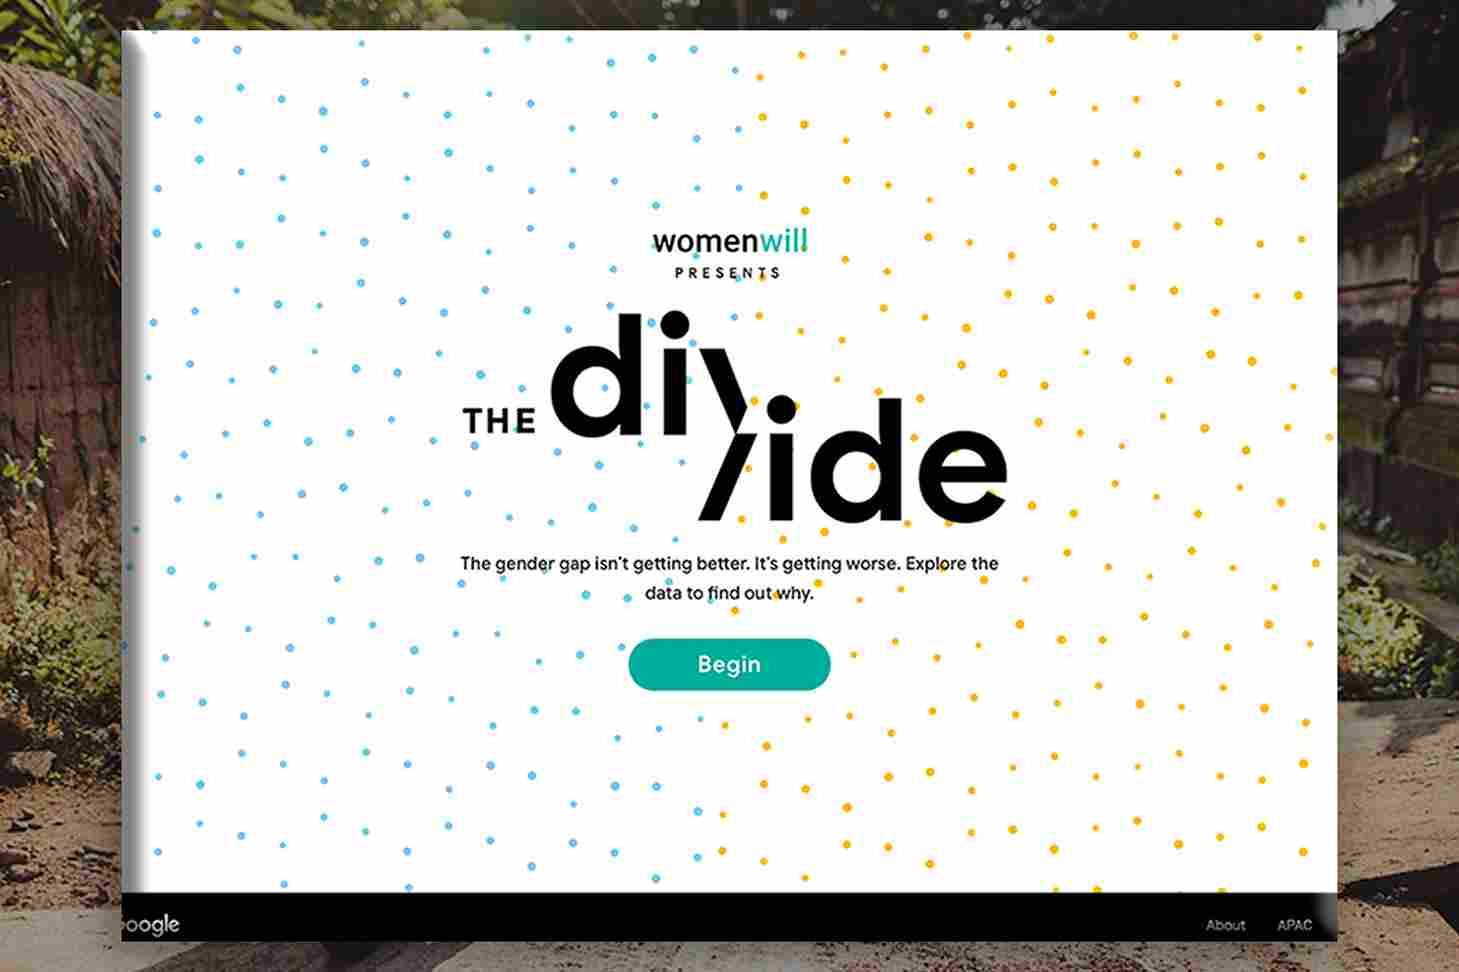 womenwill
PRESENTS
THE divide
The gender gap isn't getting better. It's getting worse. Explore the
data to find out why.
Begin
Google
About APAC